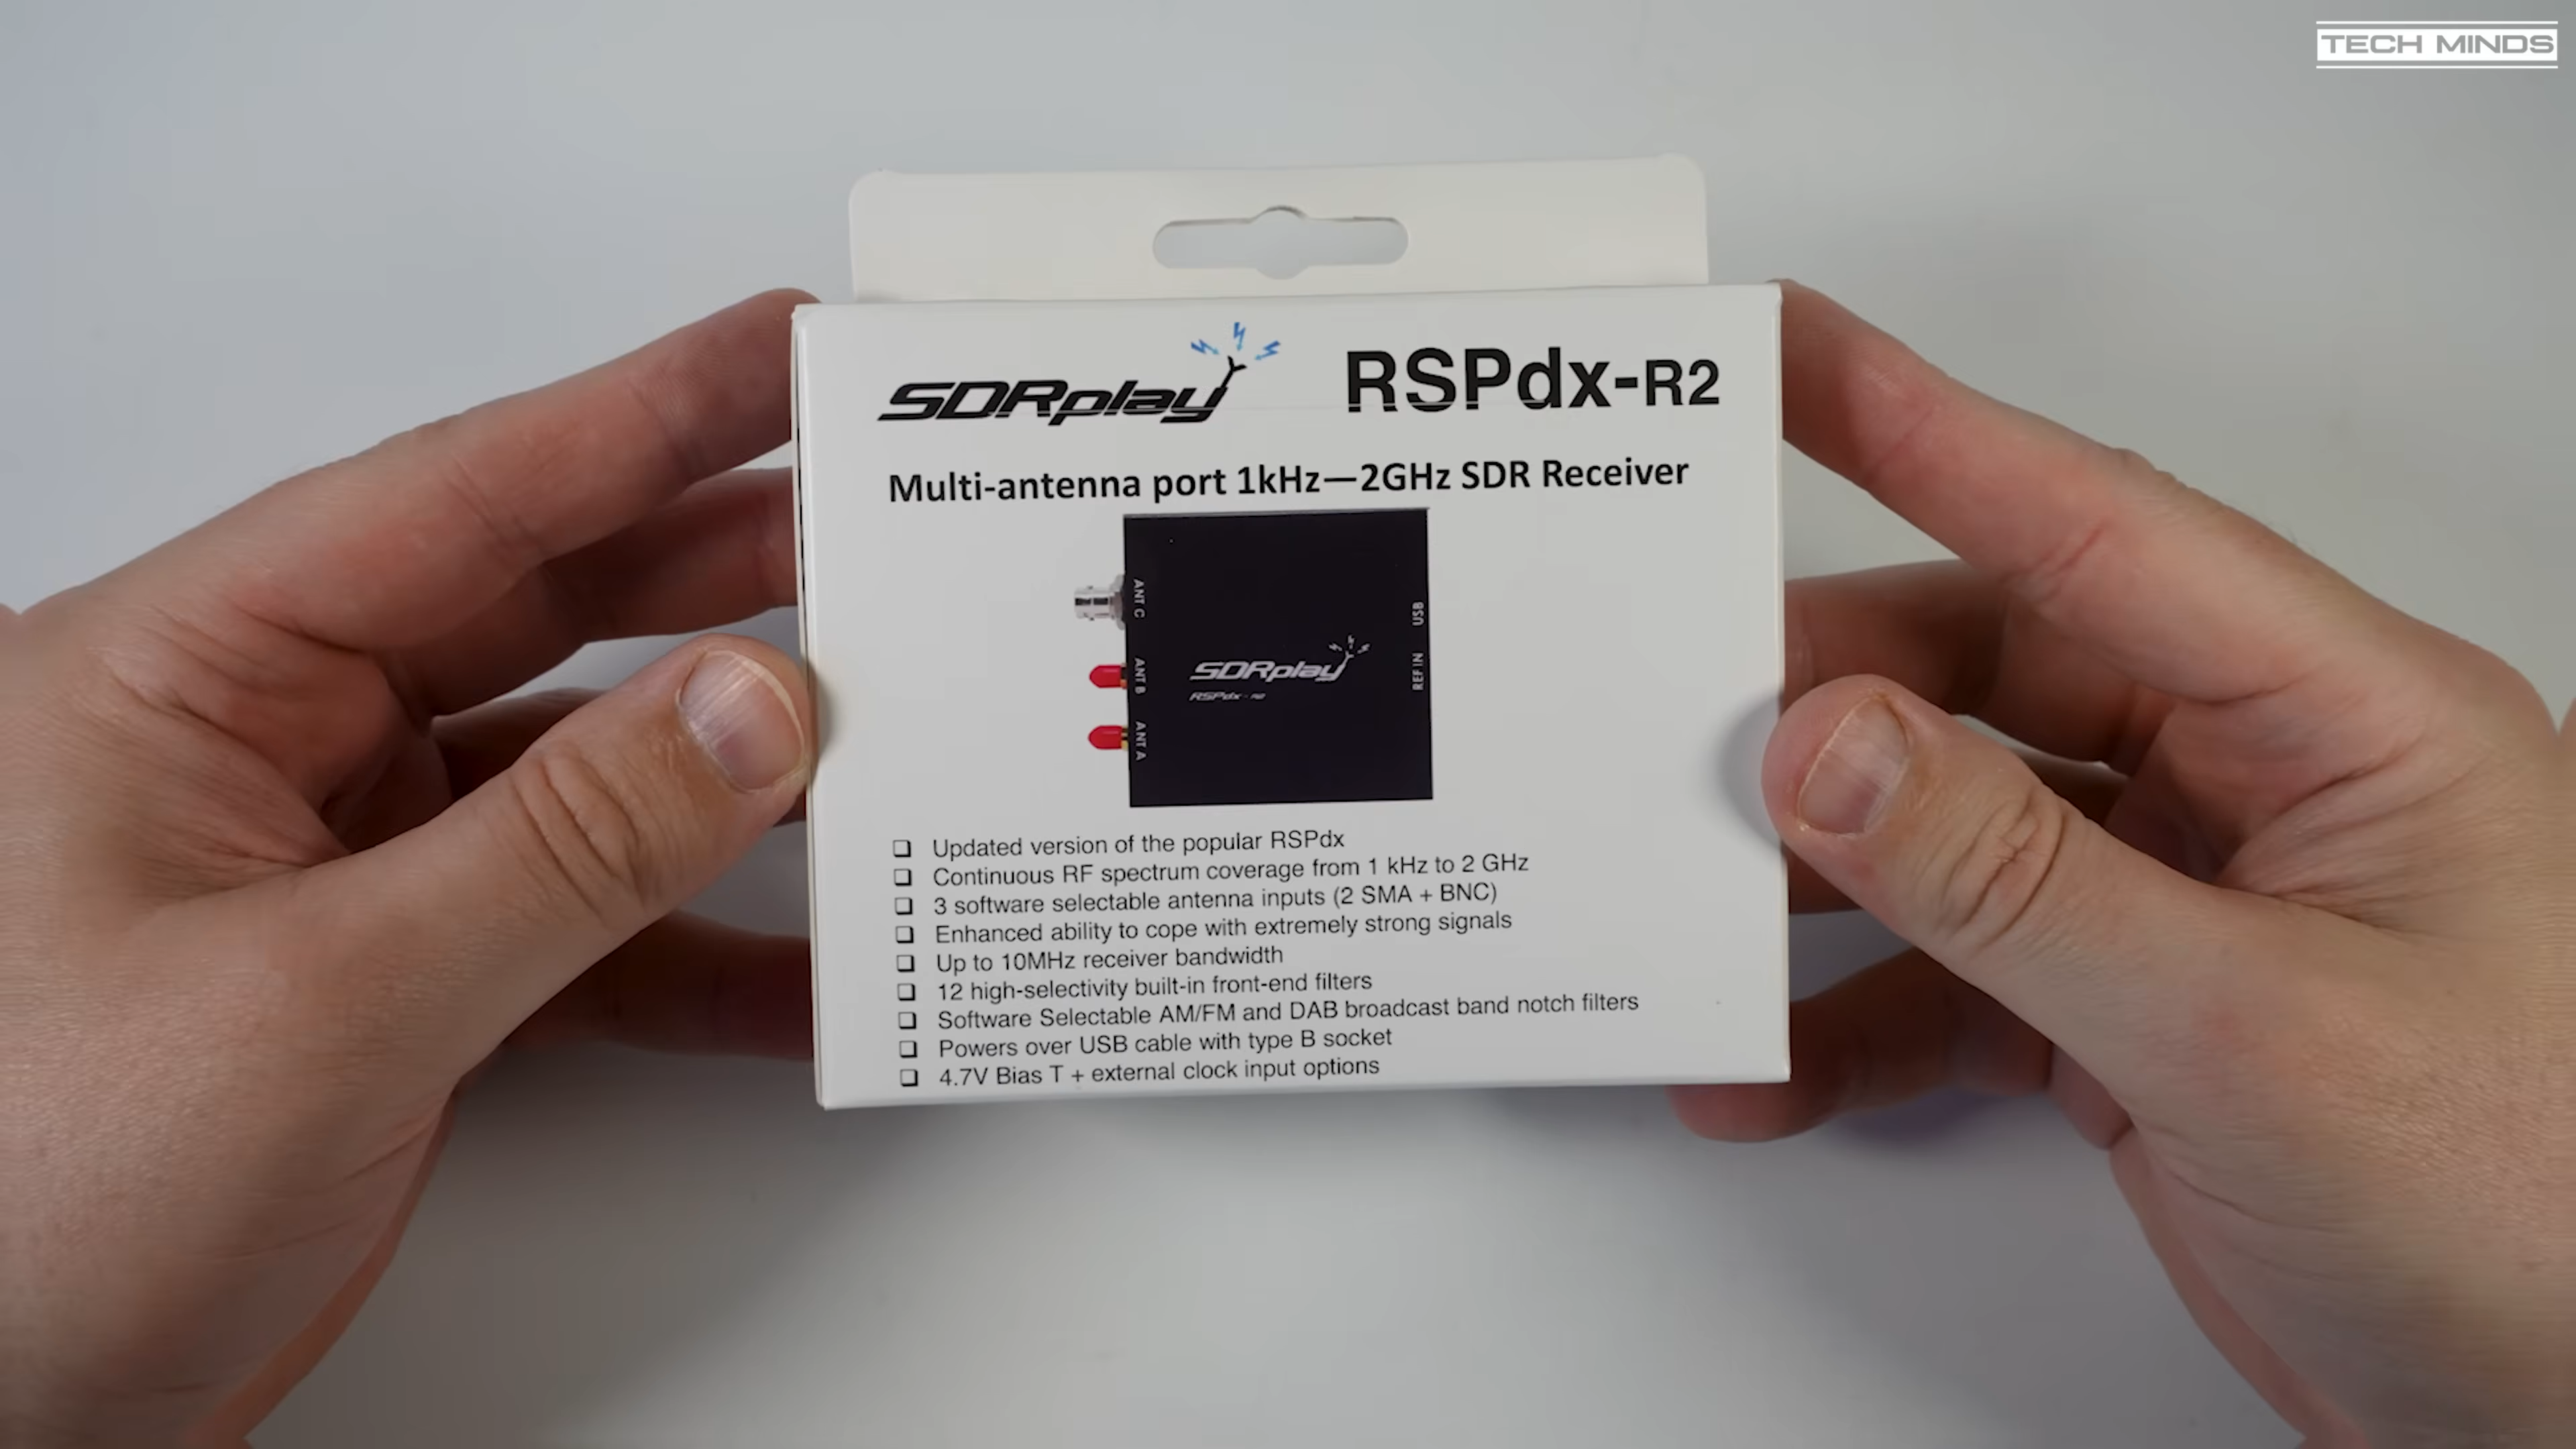 TECH MINDS
SDRplay RSPdx-R2
Multi-antenna port 1kHz—2GHz SDR Receiver
ANT C
ANT B
ANT A
USB
REF IN
SDRplay
RSPdx - R2
❑ Updated version of the popular RSPdx
❑ Continuous RF spectrum coverage from 1 kHz to 2 GHz
❑ 3 software selectable antenna inputs (2 SMA + BNC)
❑ Enhanced ability to cope with extremely strong signals
❑ Up to 10MHz receiver bandwidth
❑ 12 high-selectivity built-in front-end filters
❑ Software Selectable AM/FM and DAB broadcast band notch filters
❑ Powers over USB cable with type B socket
❑ 4.7V Bias T + external clock input options